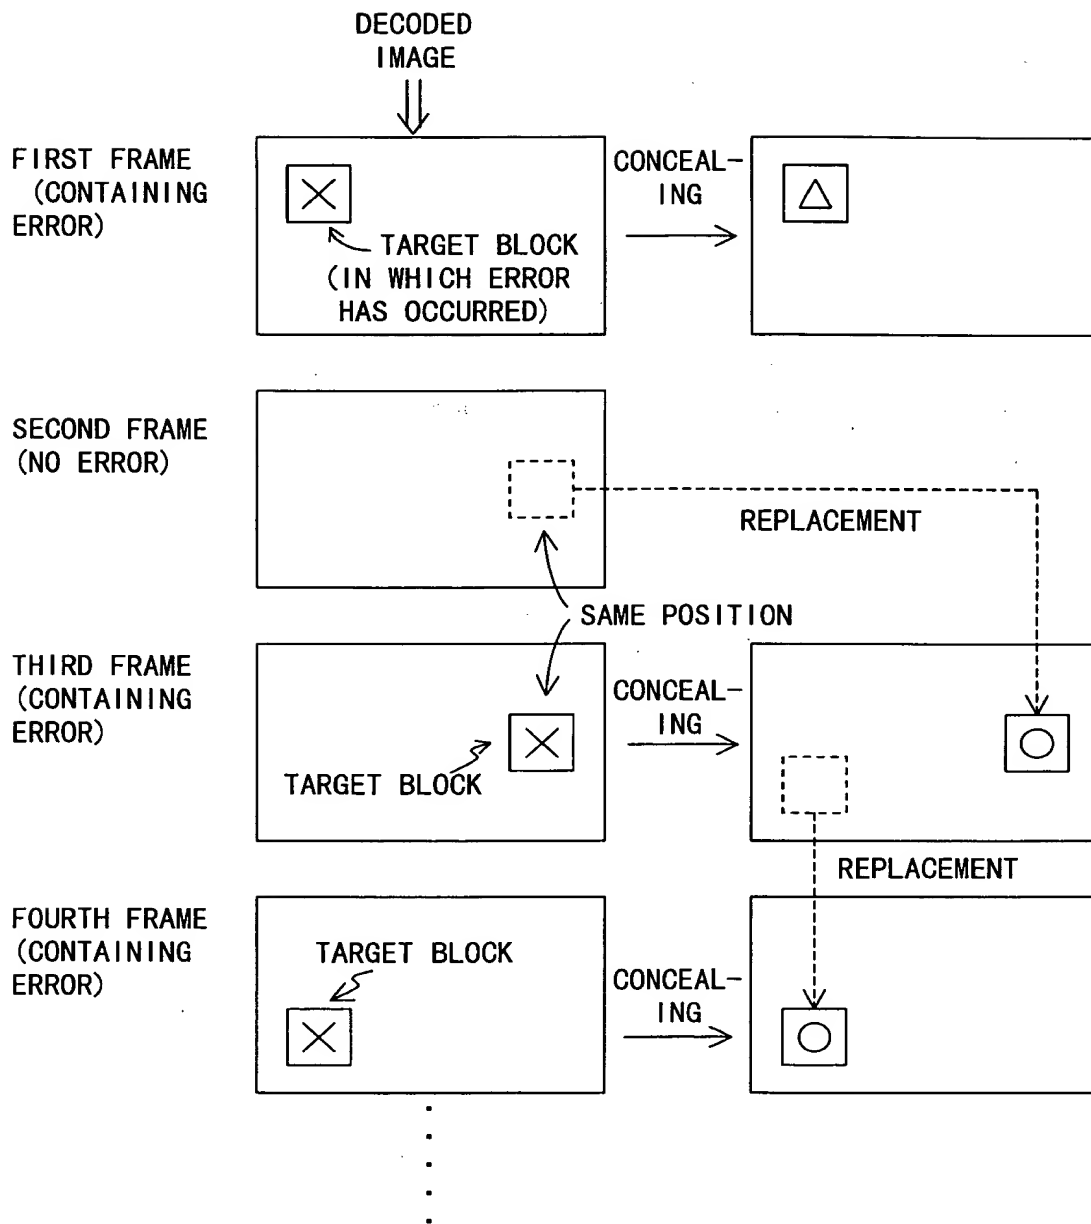 DECODED
IMAGE
FIRST FRAME
(CONTAINING
ERROR)
CONCEAL-
ING
TARGET BLOCK
(IN WHICH ERROR
HAS OCCURRED)
SECOND FRAME
(NO ERROR)
REPLACEMENT
SAME POSITION
THIRD FRAME
(CONTAINING
ERROR)
CONCEAL-
ING
TARGET BLOCK
REPLACEMENT
FOURTH FRAME
(CONTAINING
ERROR)
TARGET BLOCK
CONCEAL-
ING